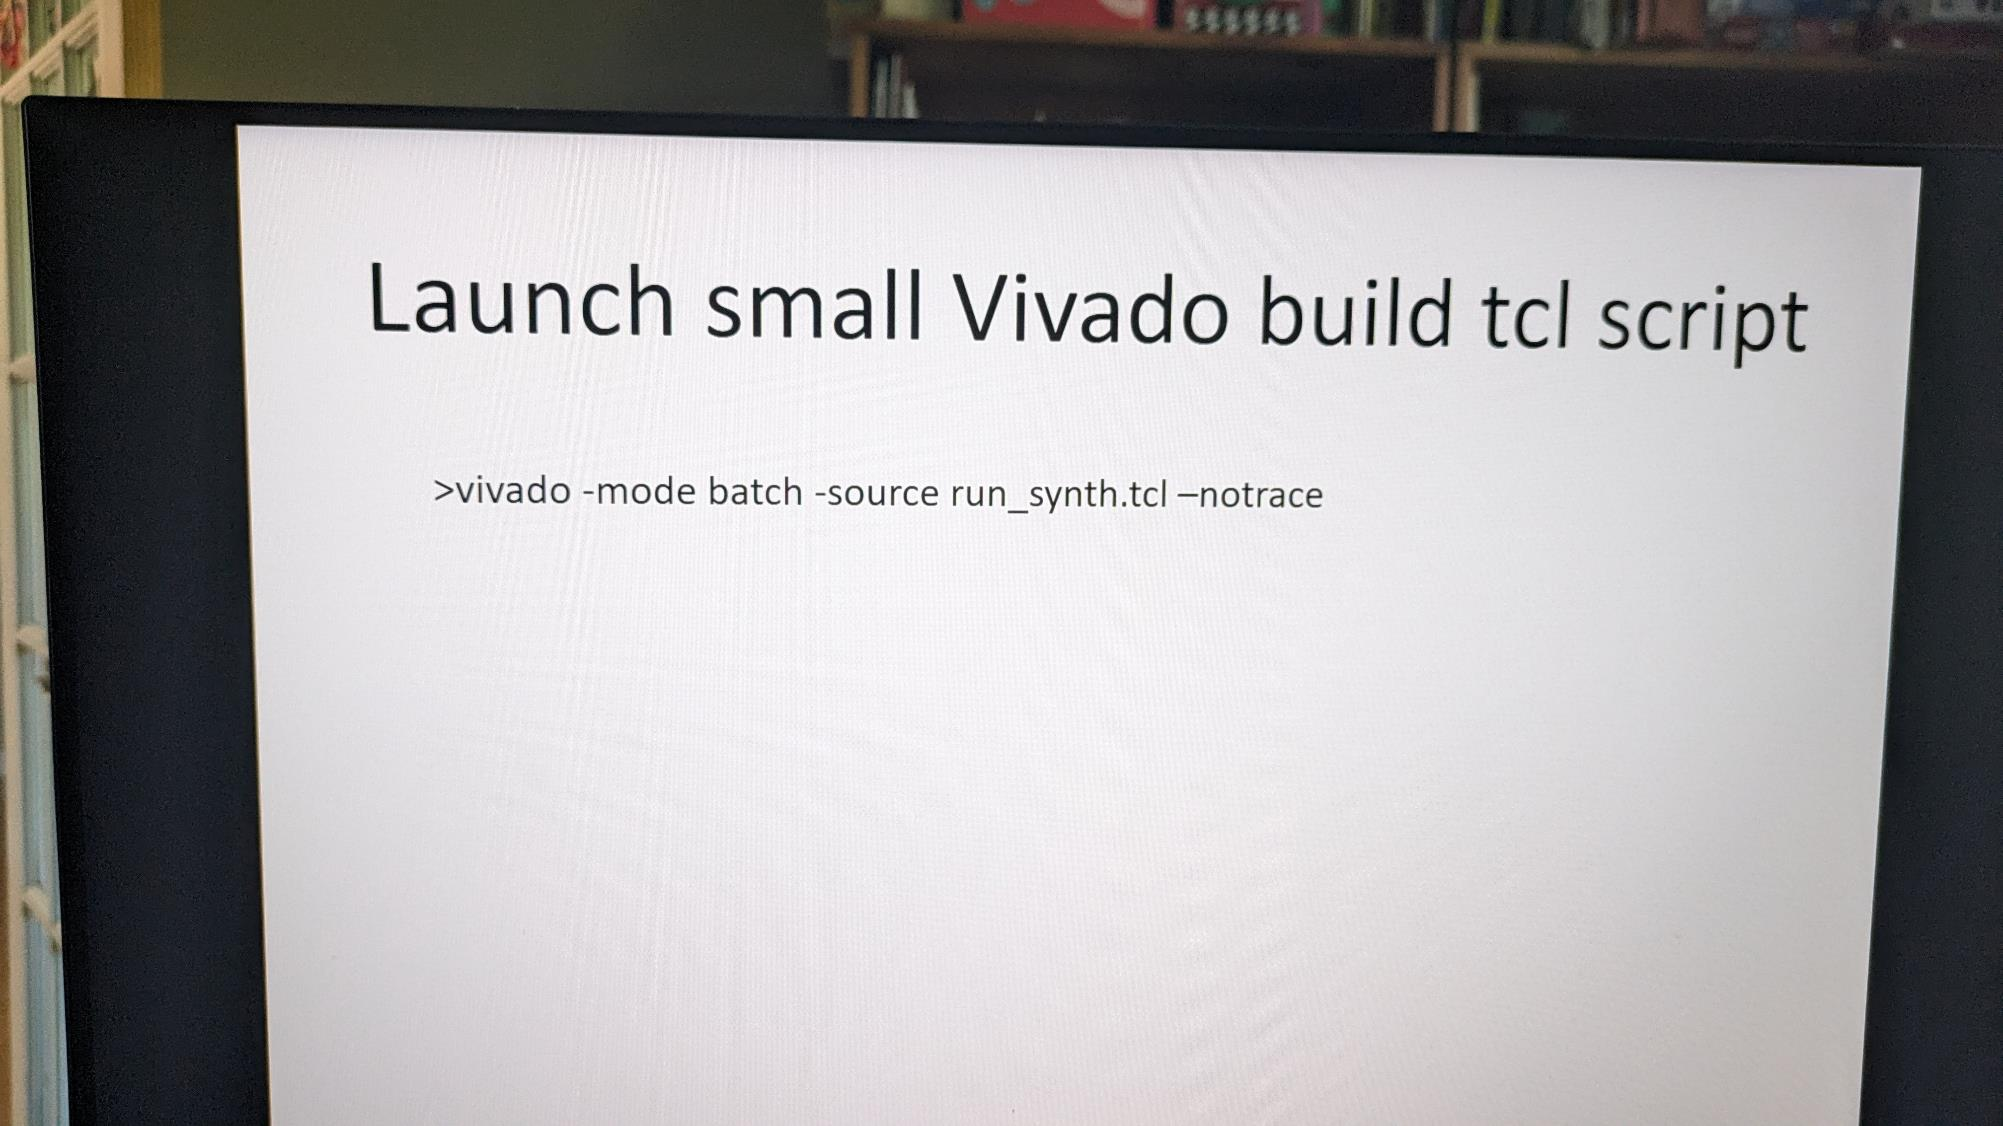 Launch small Vivado build tcl script
>vivado -mode batch -source run_synth.tcl –notrace